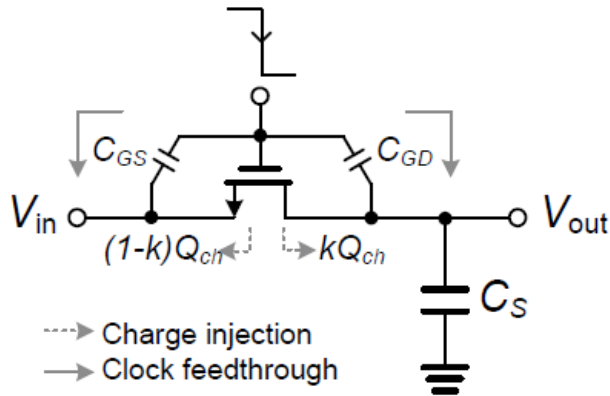 C_GS
C_GD
V_in
V_out
(1-k)Q_ch
kQ_ch
C_S
Charge injection
Clock feedthrough